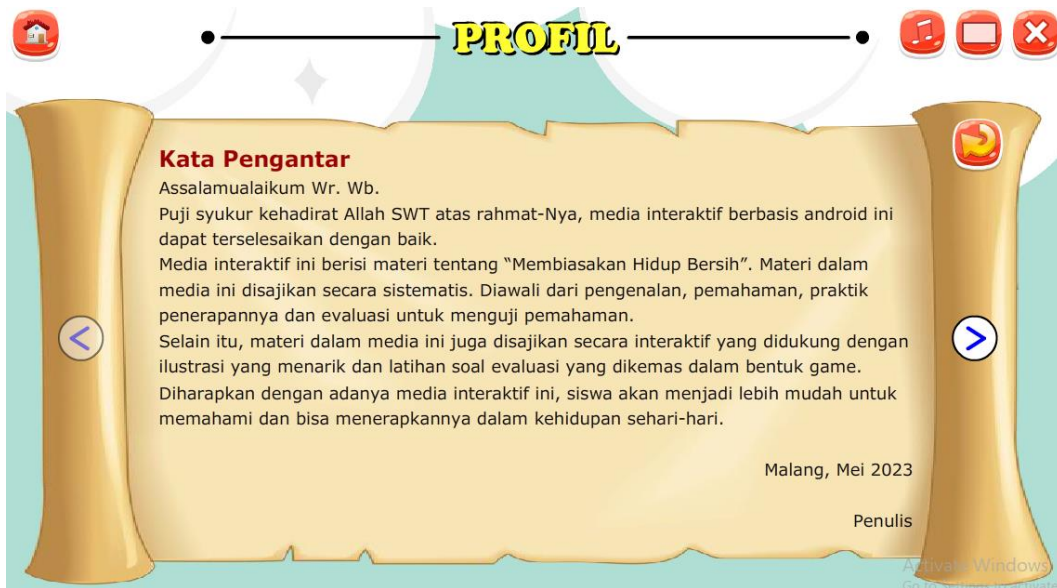 PROFIL
Kata Pengantar
Assalamualaikum Wr. Wb.
Puji syukur kehadirat Allah SWT atas rahmat-Nya, media interaktif berbasis android ini
dapat terselesaikan dengan baik.
Media interaktif ini berisi materi tentang “Membiasakan Hidup Bersih”. Materi dalam
media ini disajikan secara sistematis. Diawali dari pengenalan, pemahaman, praktik
penerapannya dan evaluasi untuk menguji pemahaman.
Selain itu, materi dalam media ini juga disajikan secara interaktif yang didukung dengan
ilustrasi yang menarik dan latihan soal evaluasi yang dikemas dalam bentuk game.
Diharapkan dengan adanya media interaktif ini, siswa akan menjadi lebih mudah untuk
memahami dan bisa menerapkannya dalam kehidupan sehari-hari.
Malang, Mei 2023
Penulis
Activate Windows